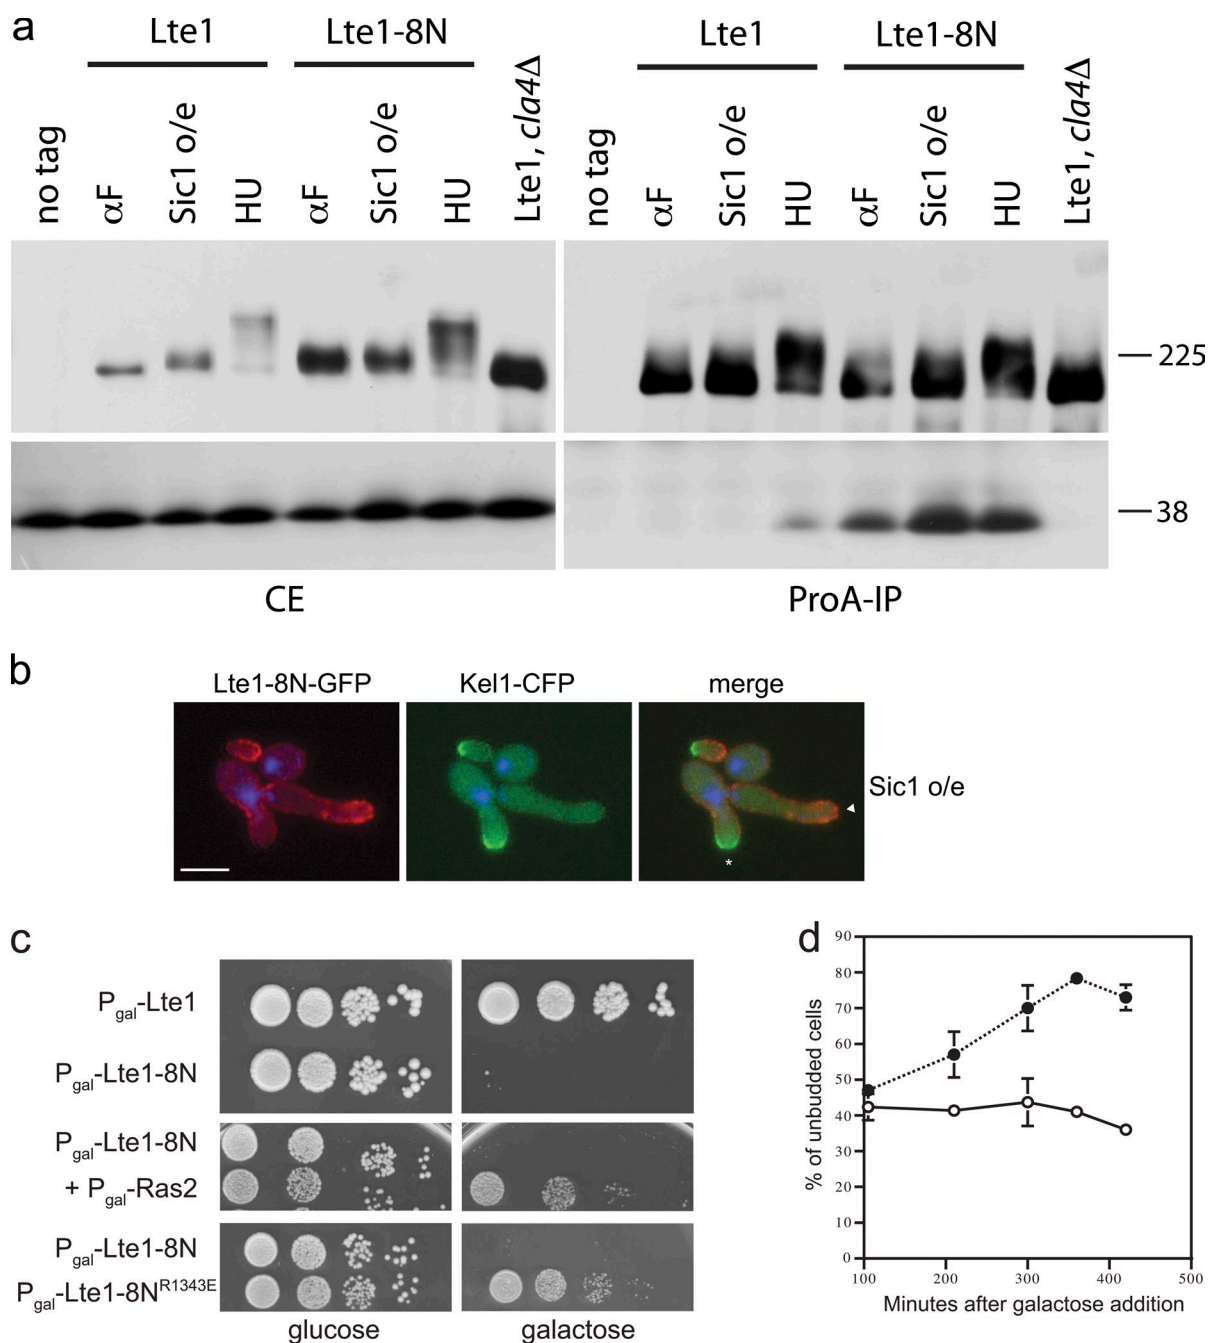 a
Lte1
Lte1-8N
no tag
αF
Sic1 o/e
HU
αF
Sic1 o/e
HU
Lte1, cla4Δ
Lte1
Lte1-8N
no tag
αF
Sic1 o/e
HU
αF
Sic1 o/e
HU
Lte1, cla4Δ
225
38
CE
ProA-IP
b
Lte1-8N-GFP
Kel1-CFP
merge
Sic1 o/e
*
c
Pgal-Lte1
Pgal-Lte1-8N
Pgal-Lte1-8N
+ Pgal-Ras2
Pgal-Lte1-8N
Pgal-Lte1-8N^R1343E
glucose
galactose
d
% of unbudded cells
90
80
70
60
50
40
30
20
10
0
100
200
300
400
500
Minutes after galactose addition